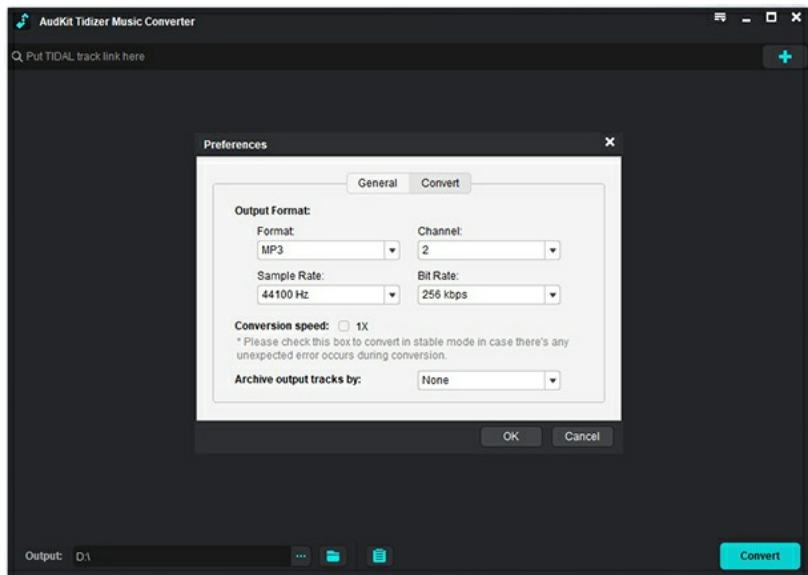 AudKit Tidizer Music Converter
Put TIDAL track link here
Preferences
General Convert
Output Format:
Format: Channel:
MP3 2
Sample Rate: Bit Rate:
44100 Hz 256 kbps
Conversion speed: 1X
* Please check this box to convert in stable mode in case there's any
unexpected error occurs during conversion.
Archive output tracks by: None
OK Cancel
Output: D:\ ... Convert